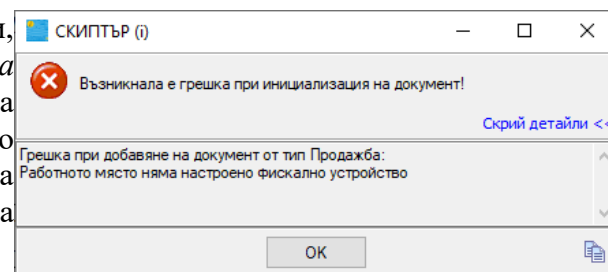 СКИПТЪР (i)
Възникнала е грешка при инициализация на документ!
Скрий детайли <<
Грешка при добавяне на документ от тип Продажба:
Работното място няма настроено фискално устройство
OK